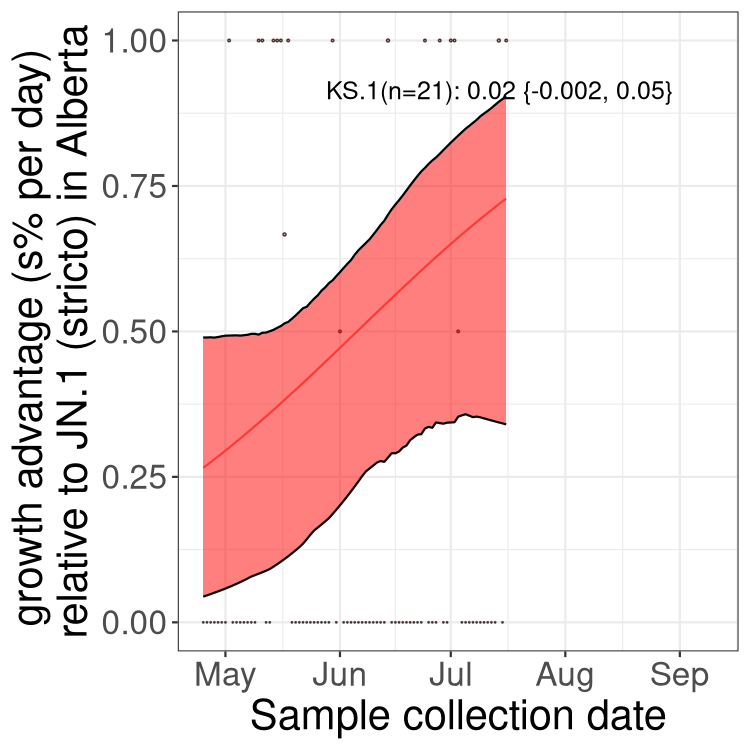 growth advantage (s% per day)
relative to JN.1 (stricto) in Alberta
1.00
0.75
0.50
0.25
0.00
KS.1(n=21): 0.02 {-0.002, 0.05}
May Jun Jul Aug Sep
Sample collection date